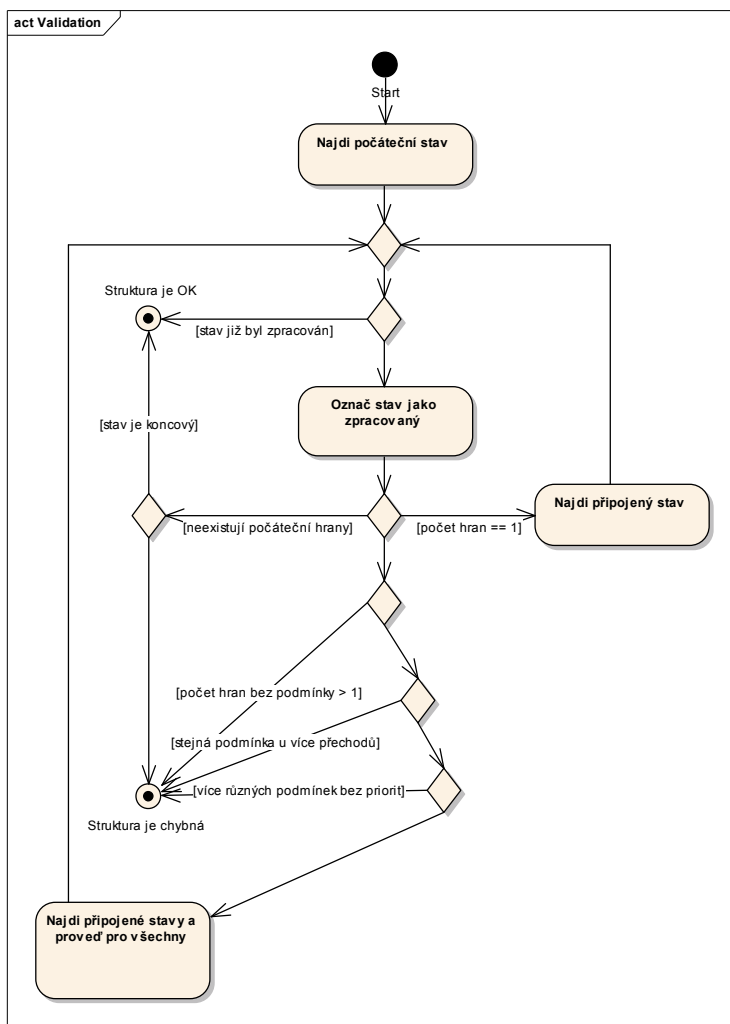 act Validation
Start
Najdi počáteční stav
Struktura je OK
[stav již byl zpracován]
Označ stav jako
zpracovaný
[stav je koncový]
Najdi připojený stav
[neexistují počáteční hrany]
[počet hran == 1]
[počet hran bez podmínky > 1]
[stejná podmínka u více přechodů]
[více různých podmínek bez priorit]
Struktura je chybná
Najdi připojené stavy a
proveď pro všechny